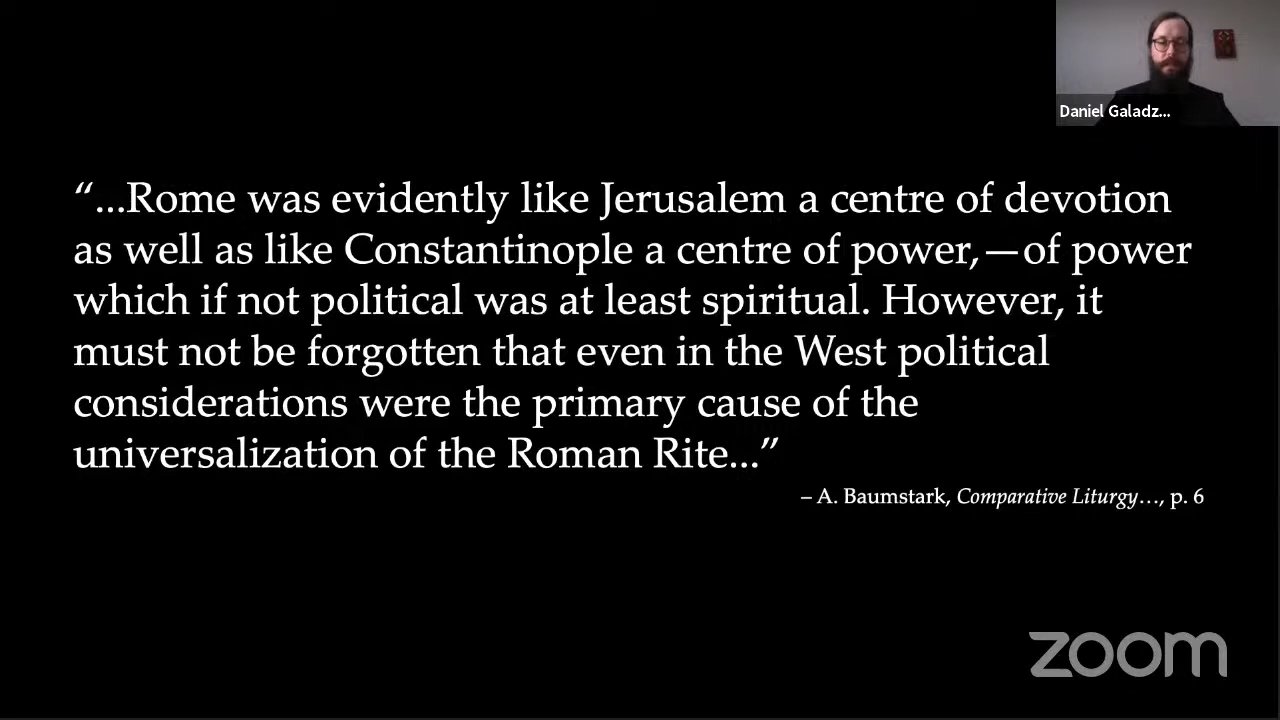 Daniel Galadz...
“...Rome was evidently like Jerusalem a centre of devotion
as well as like Constantinople a centre of power,—of power
which if not political was at least spiritual. However, it
must not be forgotten that even in the West political
considerations were the primary cause of the
universalization of the Roman Rite...”
– A. Baumstark, Comparative Liturgy…, p. 6
zoom